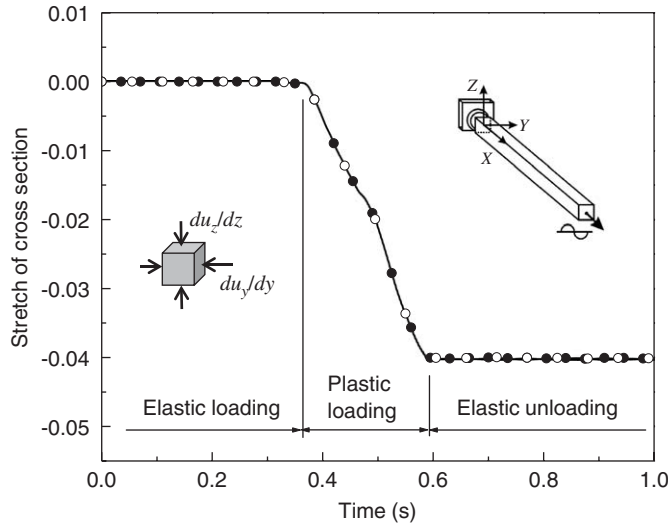 0.01
0.00
-0.01
-0.02
-0.03
-0.04
-0.05
Stretch of cross section
Z
Y
X
du_z/dz
du_y/dy
Elastic loading
Plastic
loading
Elastic unloading
0.0 0.2 0.4 0.6 0.8 1.0
Time (s)